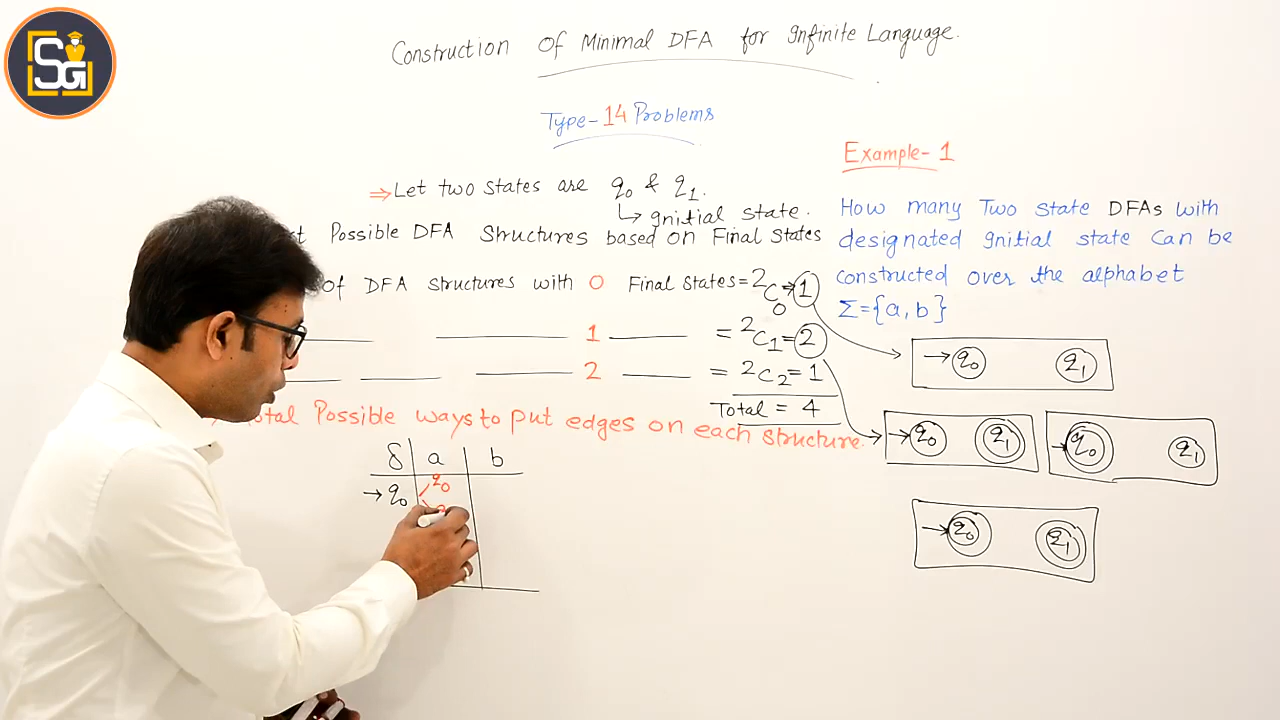 SG
Construction Of Minimal DFA for Infinite Language.
Type-14 Problems
⇒ Let two states are q0 & q1.
↳ Initial state.
Possible DFA Structures based on Final States
of DFA structures with 0 Final States = 2C0 → 1
1 = 2C1 = 2
2 = 2C2 = 1
Total = 4
Total Possible ways to put edges on each structure.
δ a b
→ q0 q0
Example-1
How many Two state DFAs with
designated Initial state Can be
constructed over the alphabet
Σ={a,b}
→ q0 q1
→ q0 q1 → q0 q1
→ q0 q1